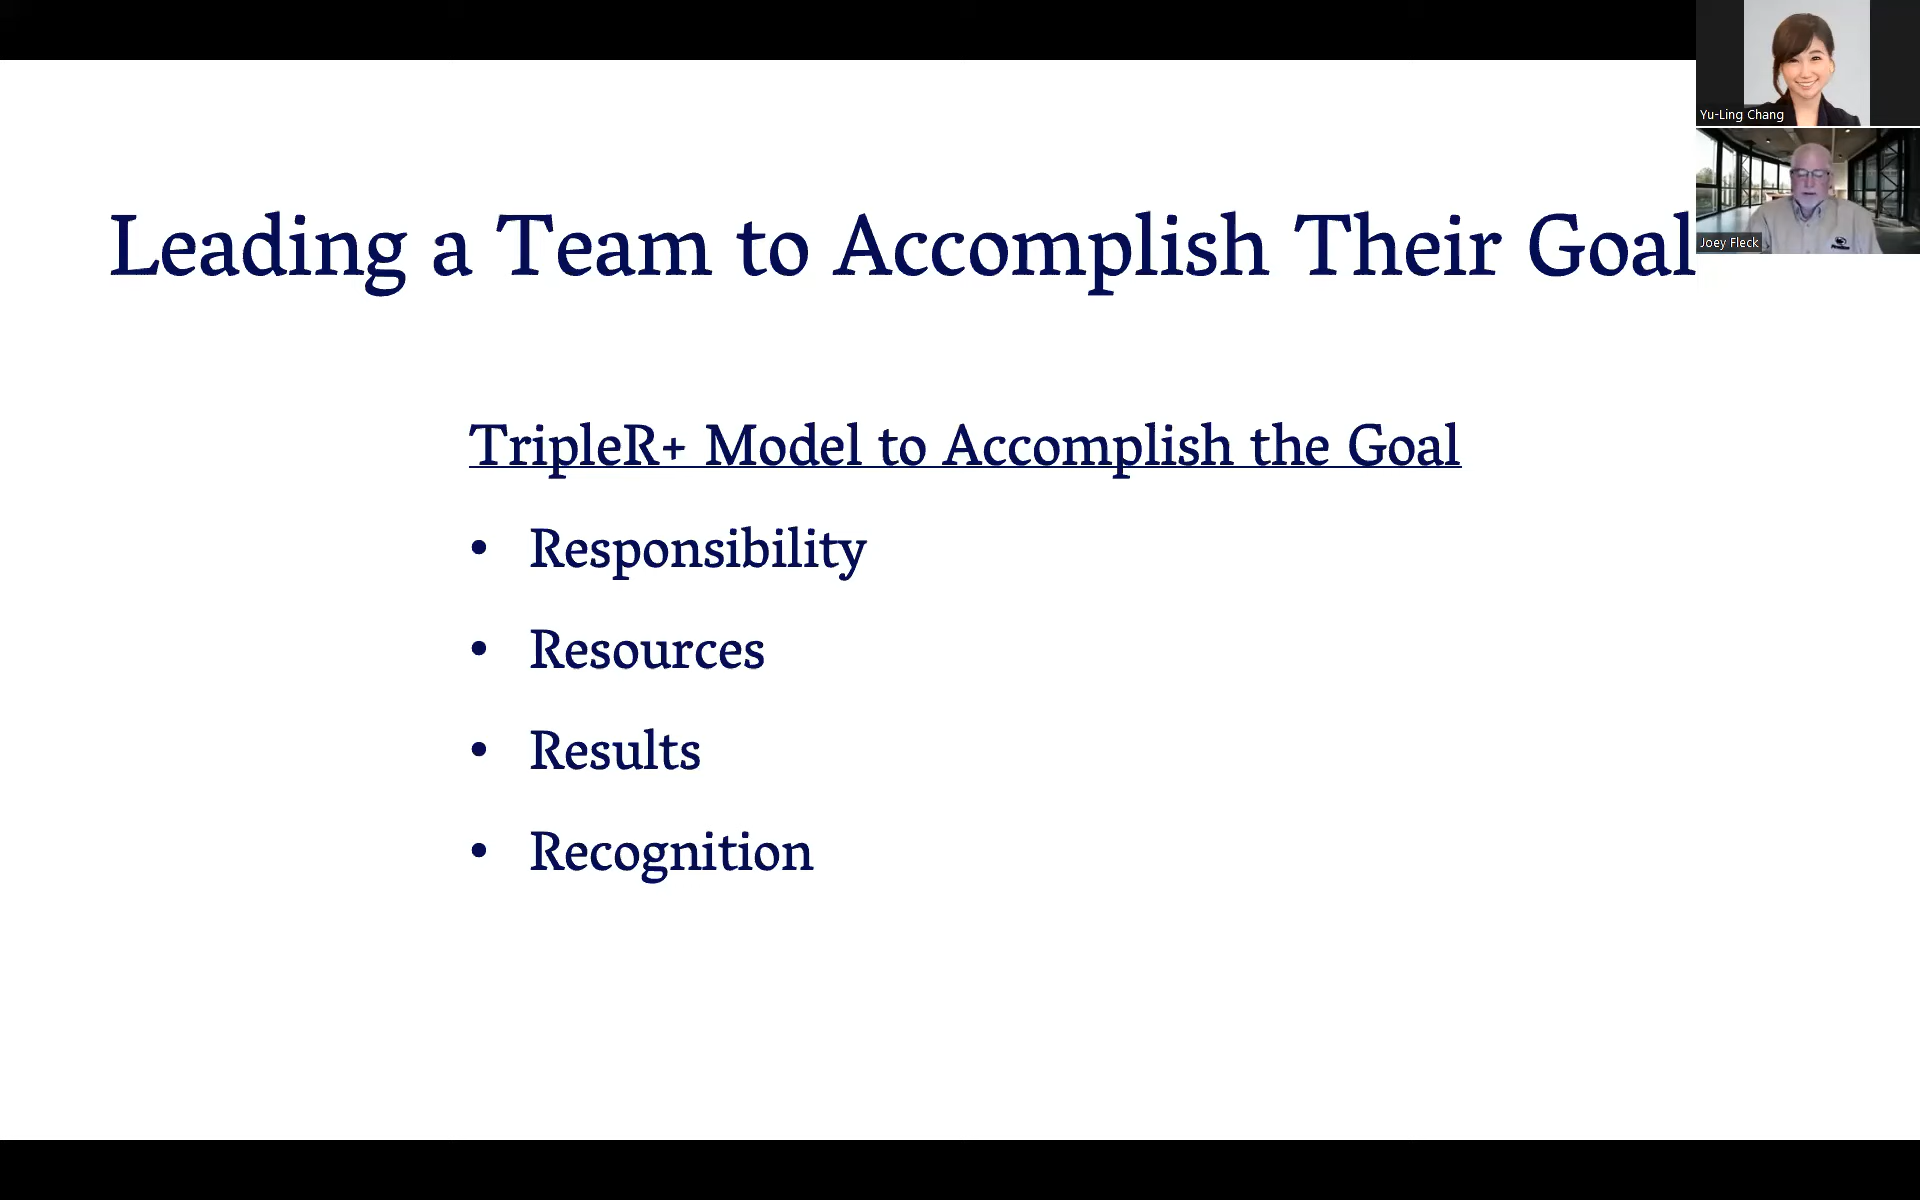 Leading a Team to Accomplish Their Goal
TripleR+ Model to Accomplish the Goal
• Responsibility
• Resources
• Results
• Recognition
Yu-Ling Chang
Joey Fleck